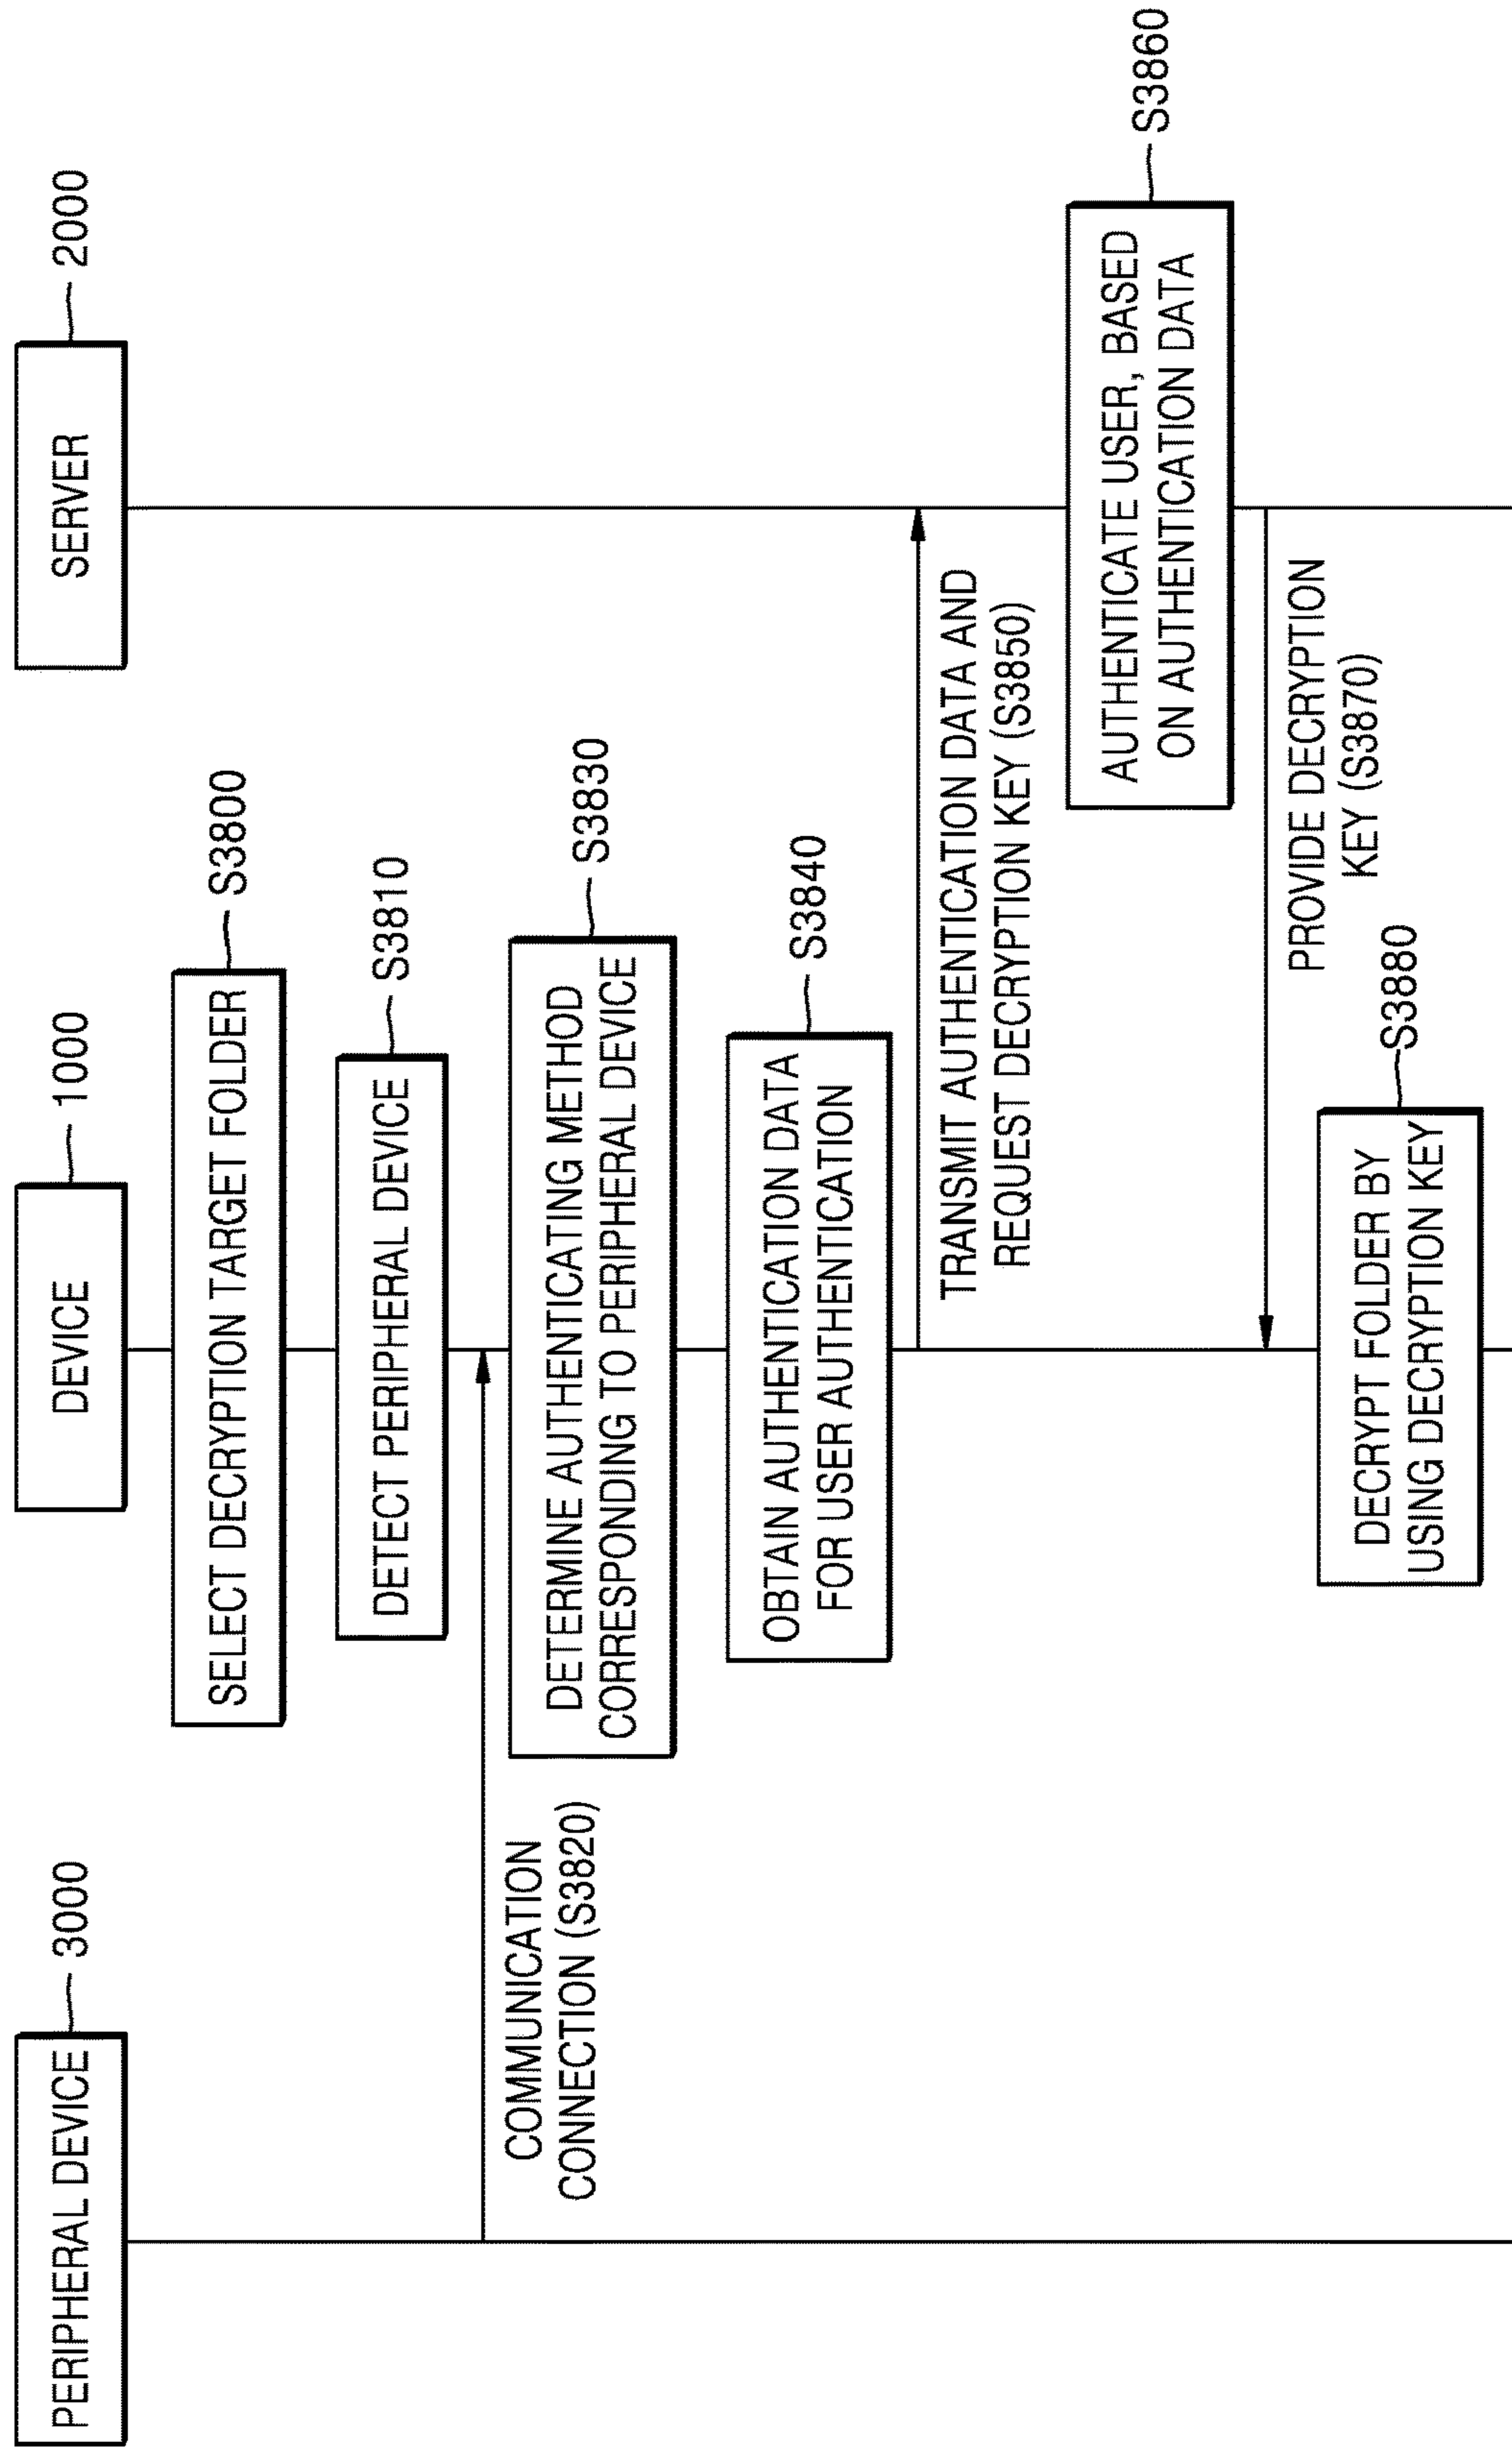 PERIPHERAL DEVICE
3000
DEVICE
1000
SERVER
2000
SELECT DECRYPTION TARGET FOLDER
S3800
DETECT PERIPHERAL DEVICE
S3810
COMMUNICATION
CONNECTION (S3820)
DETERMINE AUTHENTICATING METHOD
CORRESPONDING TO PERIPHERAL DEVICE
S3830
OBTAIN AUTHENTICATION DATA
FOR USER AUTHENTICATION
S3840
TRANSMIT AUTHENTICATION DATA AND
REQUEST DECRYPTION KEY (S3850)
AUTHENTICATE USER, BASED
ON AUTHENTICATION DATA
S3860
PROVIDE DECRYPTION
KEY (S3870)
DECRYPT FOLDER BY
USING DECRYPTION KEY
S3880